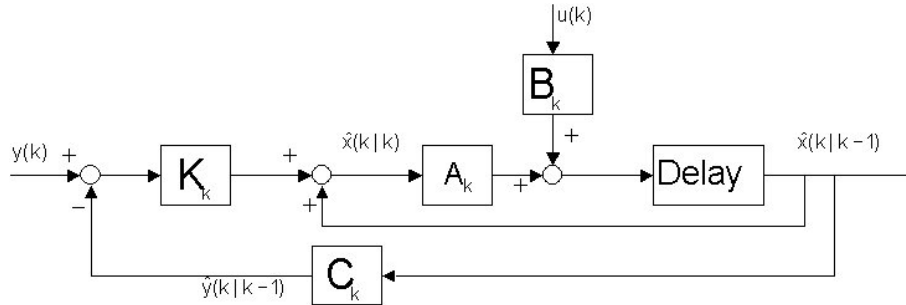 u(k)
B_k
+
y(k)
+
K_k
+
x̂(k|k)
A_k
+
Delay
x̂(k|k−1)
−
+
ŷ(k|k−1)
C_k